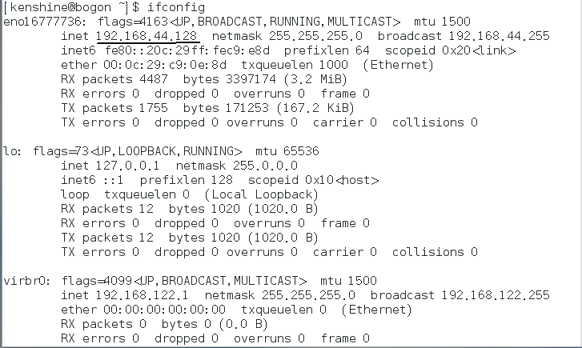 [kenshine@bogon ~]$ ifconfig
eno16777736: flags=4163<UP,BROADCAST,RUNNING,MULTICAST>  mtu 1500
        inet 192.168.44.128  netmask 255.255.255.0  broadcast 192.168.44.255
        inet6 fe80::20c:29ff:fec9:e8d  prefixlen 64  scopeid 0x20<link>
        ether 00:0c:29:c9:0e:8d  txqueuelen 1000  (Ethernet)
        RX packets 4487  bytes 3397174 (3.2 MiB)
        RX errors 0  dropped 0  overruns 0  frame 0
        TX packets 1755  bytes 171253 (167.2 KiB)
        TX errors 0  dropped 0 overruns 0  carrier 0  collisions 0

lo: flags=73<UP,LOOPBACK,RUNNING>  mtu 65536
        inet 127.0.0.1  netmask 255.0.0.0
        inet6 ::1  prefixlen 128  scopeid 0x10<host>
        loop  txqueuelen 0  (Local Loopback)
        RX packets 12  bytes 1020 (1020.0 B)
        RX errors 0  dropped 0  overruns 0  frame 0
        TX packets 12  bytes 1020 (1020.0 B)
        TX errors 0  dropped 0 overruns 0  carrier 0  collisions 0

virbr0: flags=4099<UP,BROADCAST,MULTICAST>  mtu 1500
        inet 192.168.122.1  netmask 255.255.255.0  broadcast 192.168.122.255
        ether 00:00:00:00:00:00  txqueuelen 0  (Ethernet)
        RX packets 0  bytes 0 (0.0 B)
        RX errors 0  dropped 0  overruns 0  frame 0